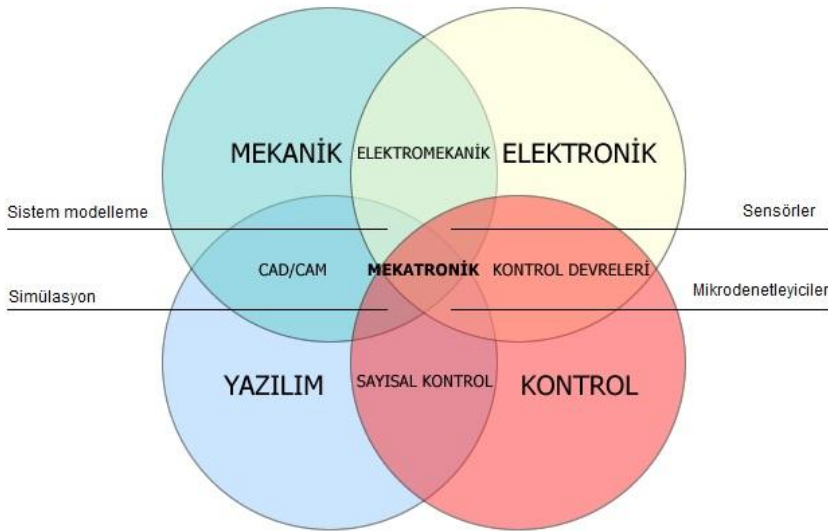 MEKANİK
ELEKTROMEKANİK
ELEKTRONİK
Sistem modelleme
Sensörler
CAD/CAM
MEKATRONİK
KONTROL DEVRELERİ
Simülasyon
Mikrodenetleyiciler
YAZILIM
SAYISAL KONTROL
KONTROL